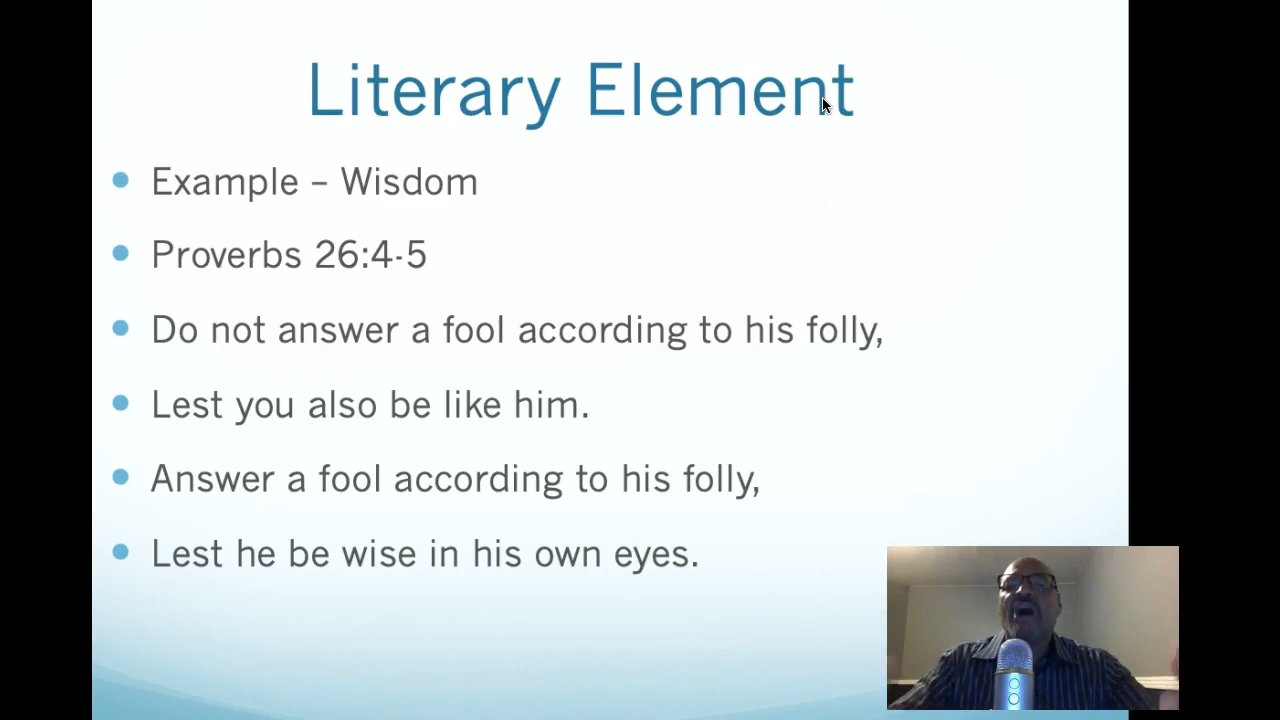 Literary Element
Example – Wisdom
Proverbs 26:4-5
Do not answer a fool according to his folly,
Lest you also be like him.
Answer a fool according to his folly,
Lest he be wise in his own eyes.